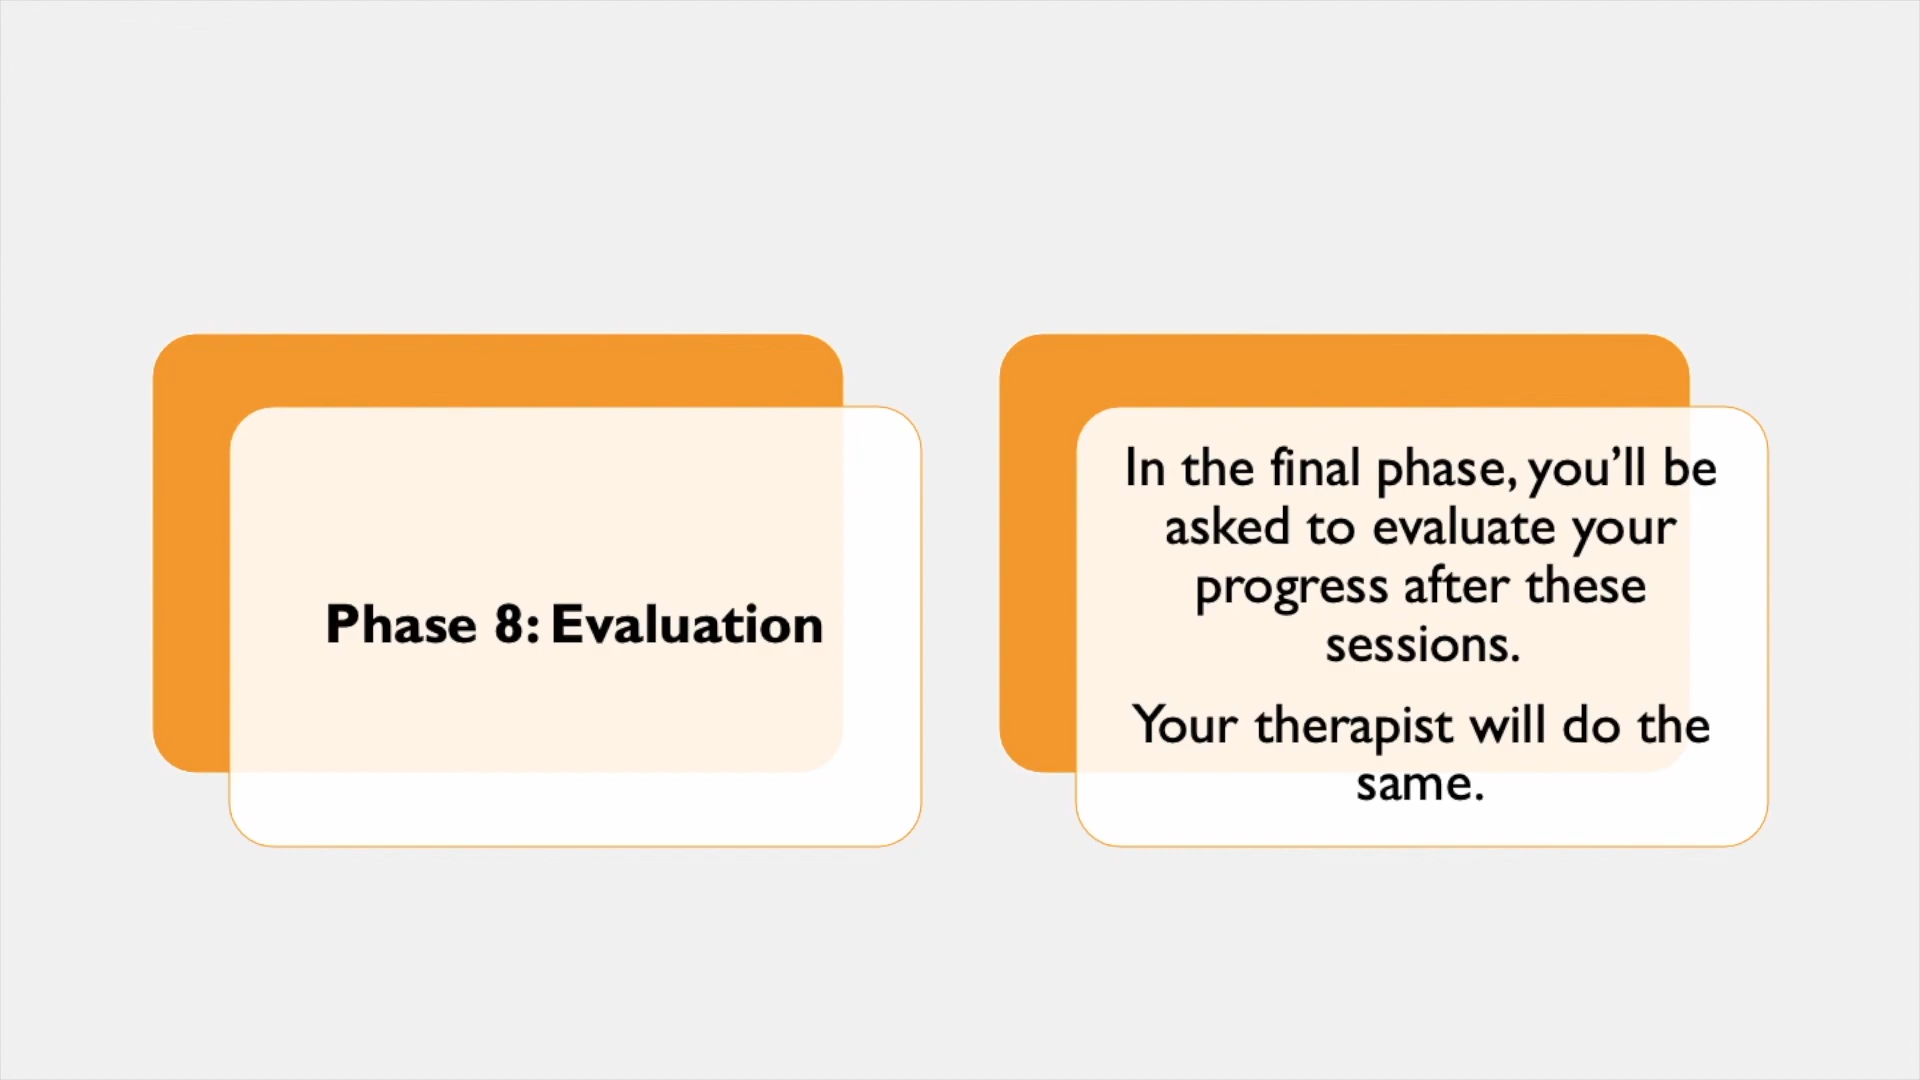 Phase 8: Evaluation
In the final phase, you’ll be
asked to evaluate your
progress after these
sessions.
Your therapist will do the
same.